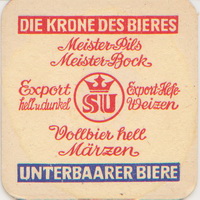 DIE KRONE DES BIERES
Meister-Pils
Meister-Bock
Export
hell u. dunkel
SU
Export-Hefe-
Weizen
Vollbier hell
Märzen
UNTERBAARER BIERE